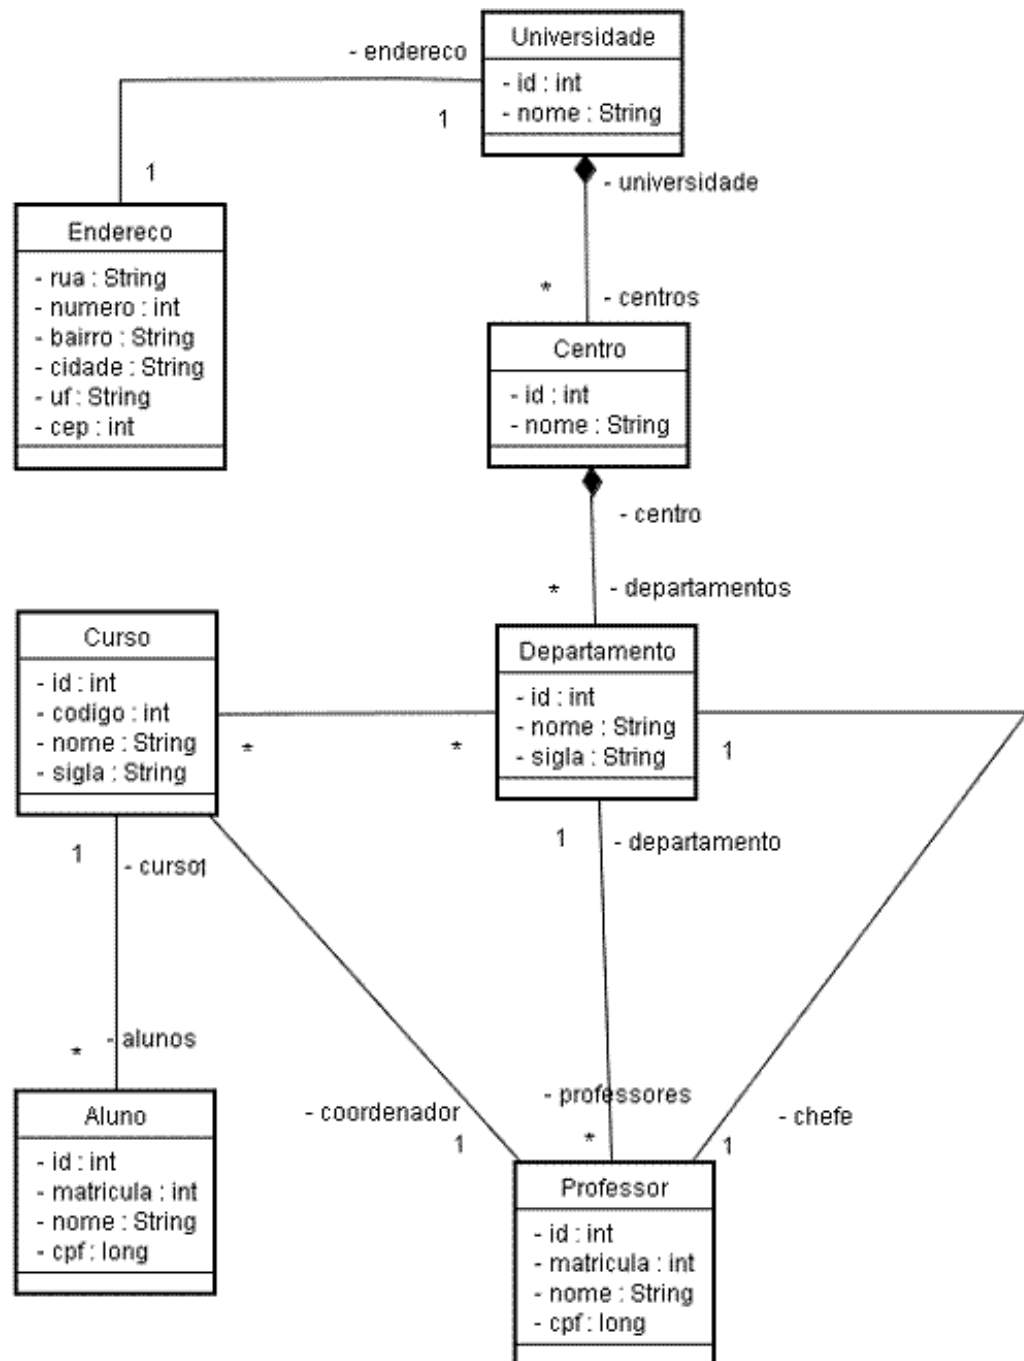 Universidade
- id : int
- nome : String
- endereco
1
1
- universidade
Endereco
- rua : String
- numero : int
- bairro : String
- cidade : String
- uf : String
- cep : int
*
- centros
Centro
- id : int
- nome : String
- centro
*
- departamentos
Curso
- id : int
- codigo : int
- nome : String
- sigla : String
Departamento
- id : int
- nome : String
- sigla : String
*
*
1
1
- curso
1
1
- departamento
*
- alunos
Aluno
- id : int
- matricula : int
- nome : String
- cpf : long
- coordenador
1
- professores
*
- chefe
1
Professor
- id : int
- matricula : int
- nome : String
- cpf : long